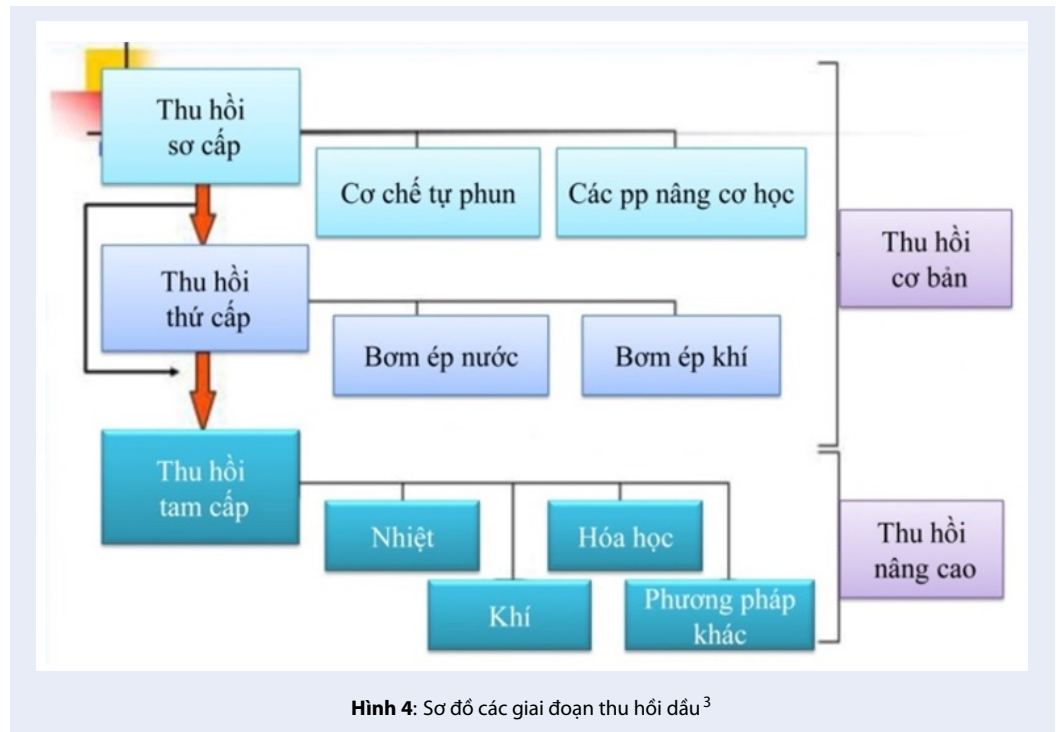 Thu hồi
sơ cấp
Cơ chế tự phun
Các pp nâng cơ học
Thu hồi
cơ bản
Thu hồi
thứ cấp
Bơm ép nước
Bơm ép khí
Thu hồi
tam cấp
Nhiệt
Hóa học
Khí
Phương pháp
khác
Thu hồi
nâng cao
Hình 4: Sơ đồ các giai đoạn thu hồi dầu3